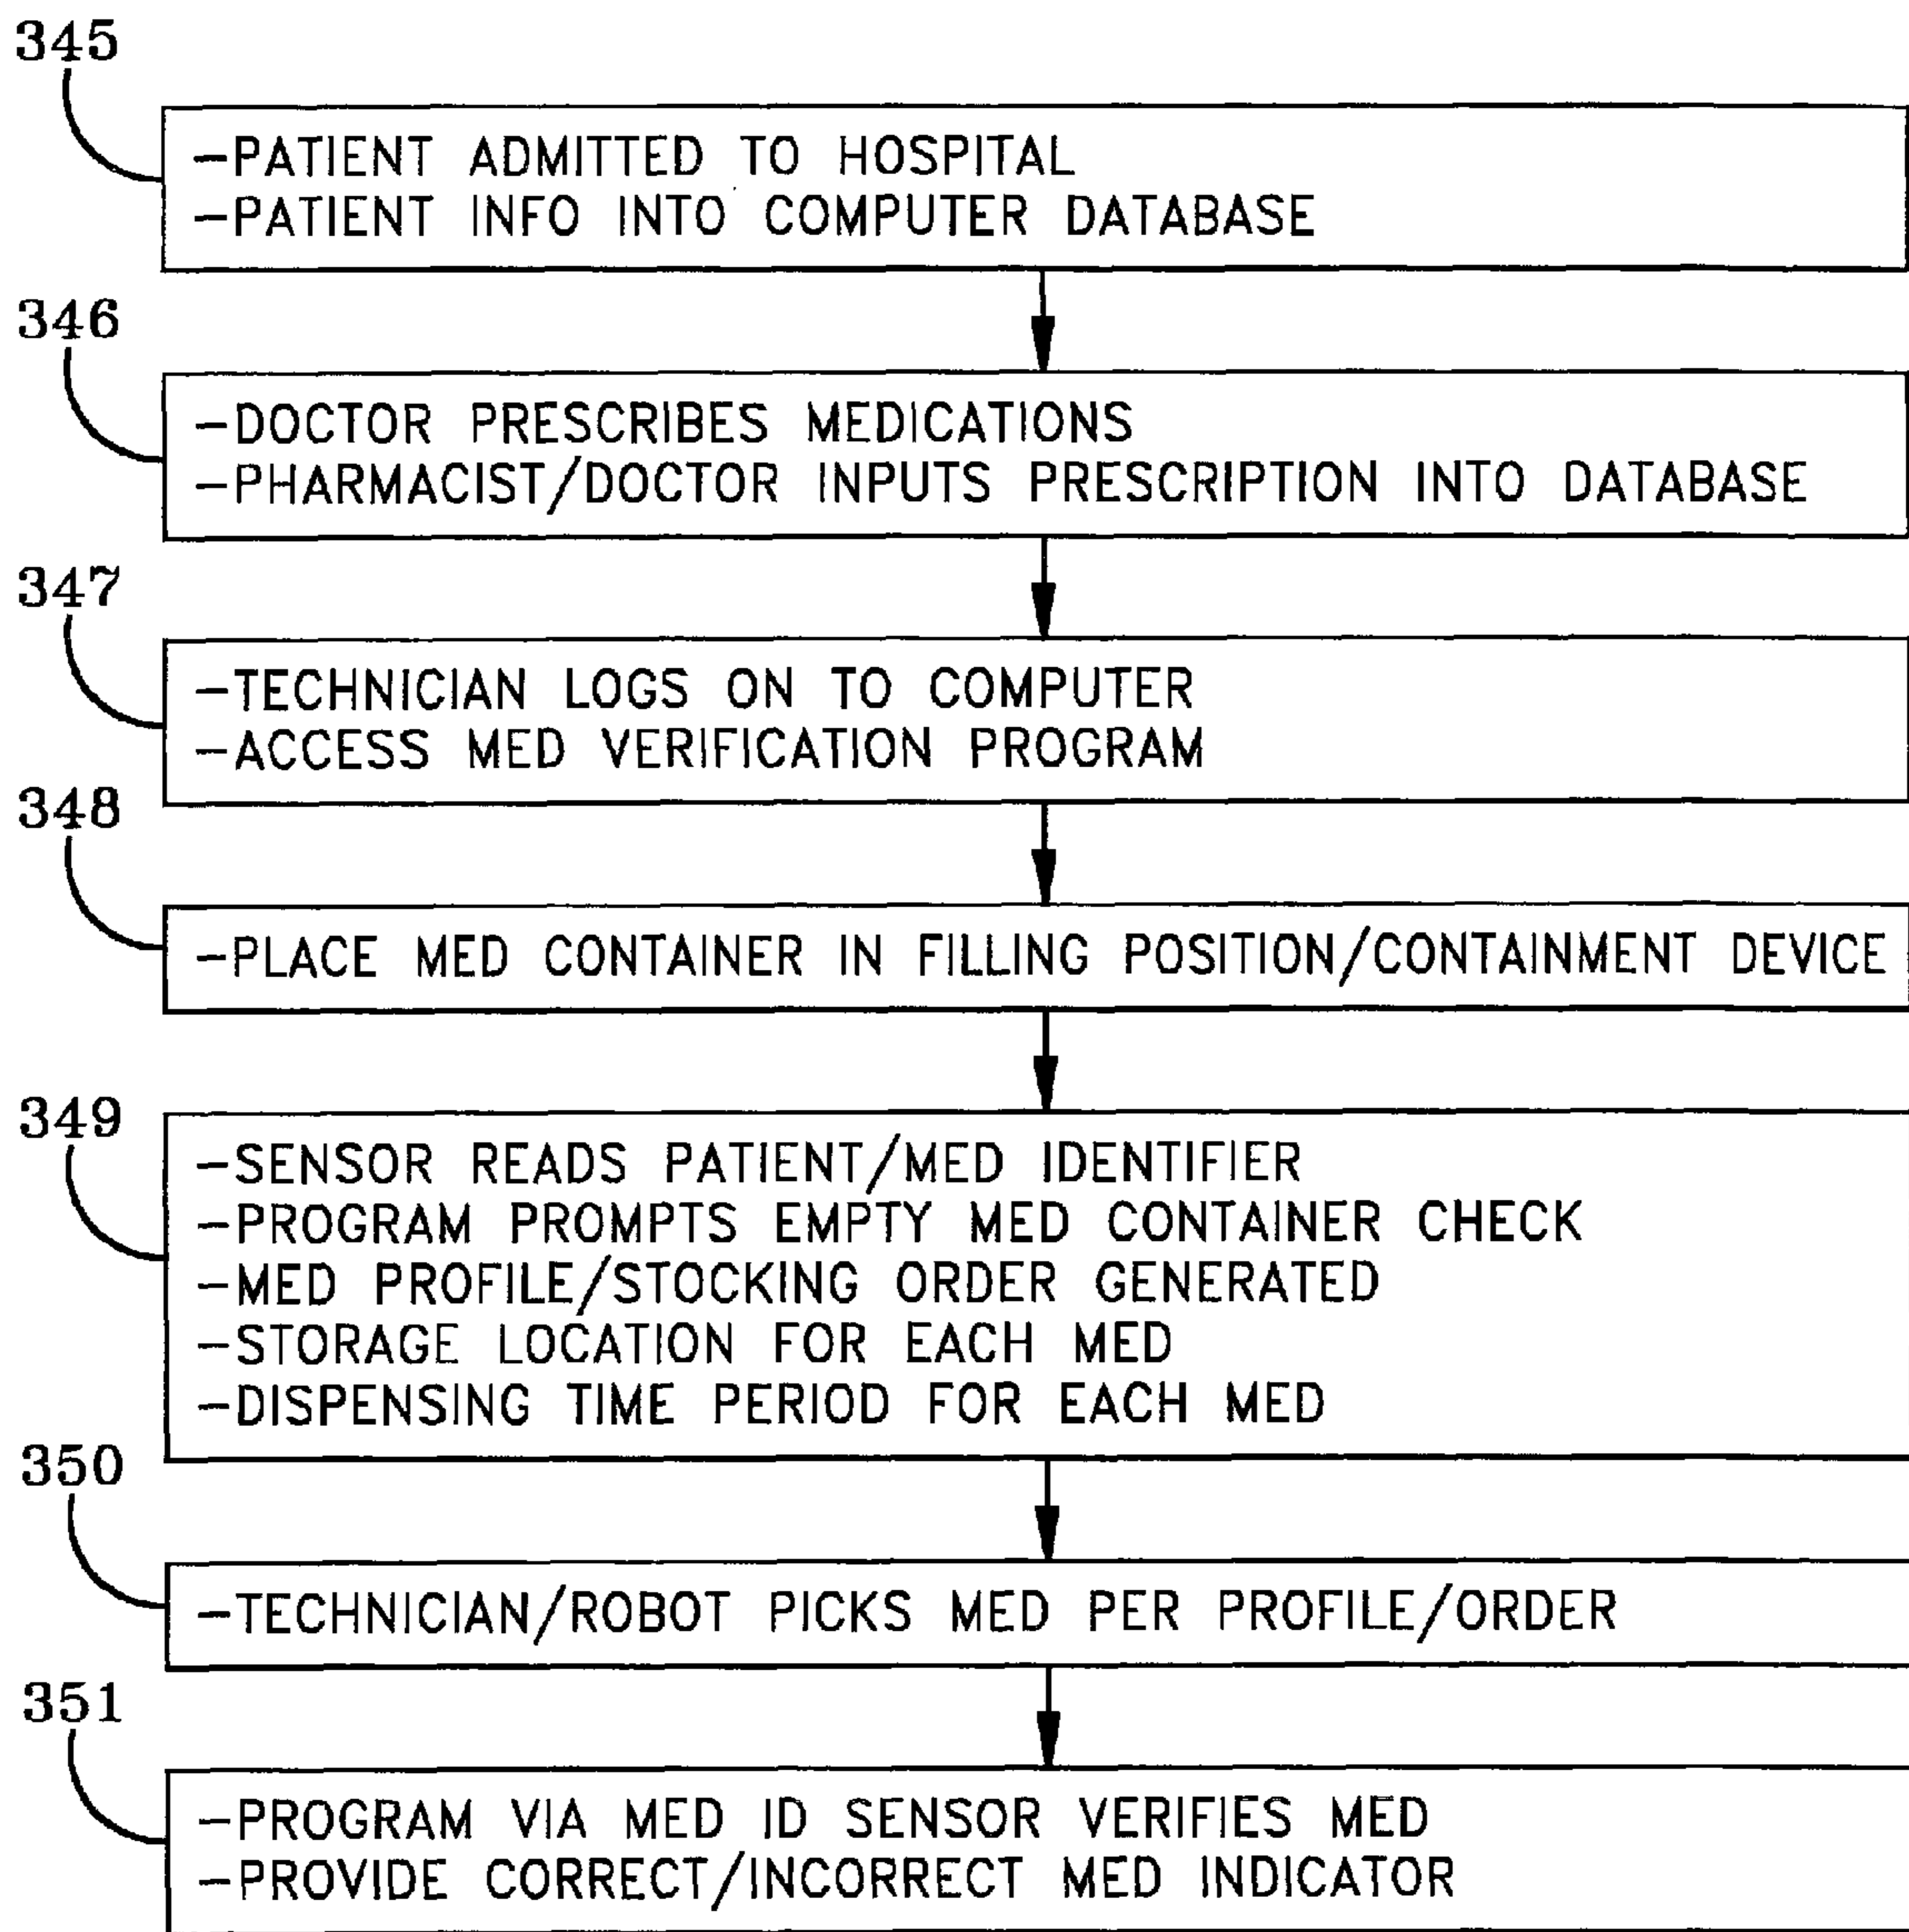 345
-PATIENT ADMITTED TO HOSPITAL
-PATIENT INFO INTO COMPUTER DATABASE
346
-DOCTOR PRESCRIBES MEDICATIONS
-PHARMACIST/DOCTOR INPUTS PRESCRIPTION INTO DATABASE
347
-TECHNICIAN LOGS ON TO COMPUTER
-ACCESS MED VERIFICATION PROGRAM
348
-PLACE MED CONTAINER IN FILLING POSITION/CONTAINMENT DEVICE
349
-SENSOR READS PATIENT/MED IDENTIFIER
-PROGRAM PROMPTS EMPTY MED CONTAINER CHECK
-MED PROFILE/STOCKING ORDER GENERATED
-STORAGE LOCATION FOR EACH MED
-DISPENSING TIME PERIOD FOR EACH MED
350
-TECHNICIAN/ROBOT PICKS MED PER PROFILE/ORDER
351
-PROGRAM VIA MED ID SENSOR VERIFIES MED
-PROVIDE CORRECT/INCORRECT MED INDICATOR